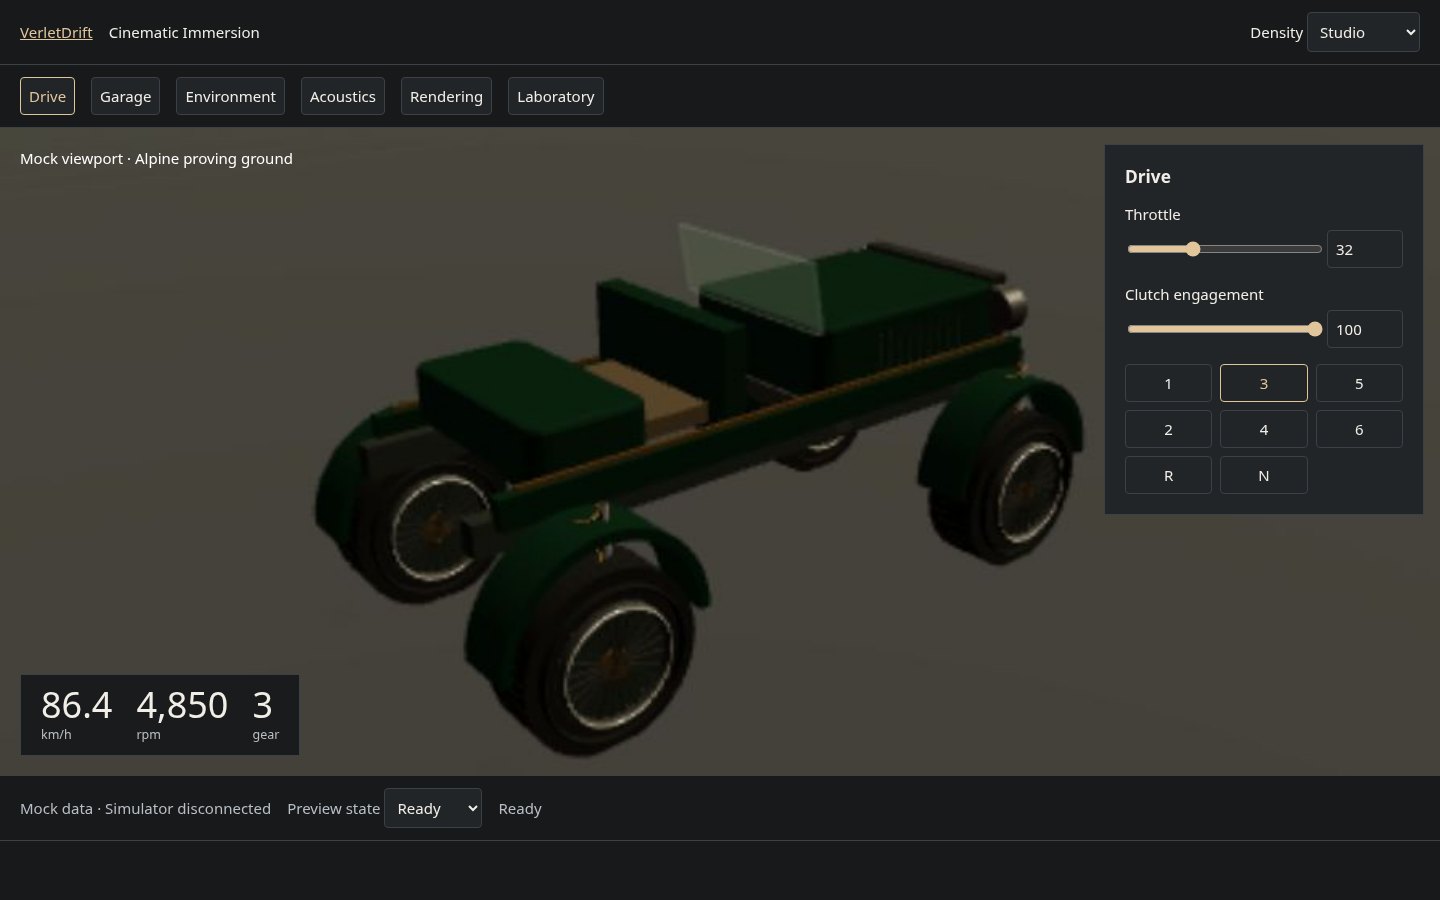 VerletDrift Cinematic Immersion Density Studio
Drive Garage Environment Acoustics Rendering Laboratory
Mock viewport · Alpine proving ground
Drive
Throttle
32
Clutch engagement
100
1 3 5
2 4 6
R N
86.4 4,850 3
km/h rpm gear
Mock data · Simulator disconnected Preview state Ready Ready